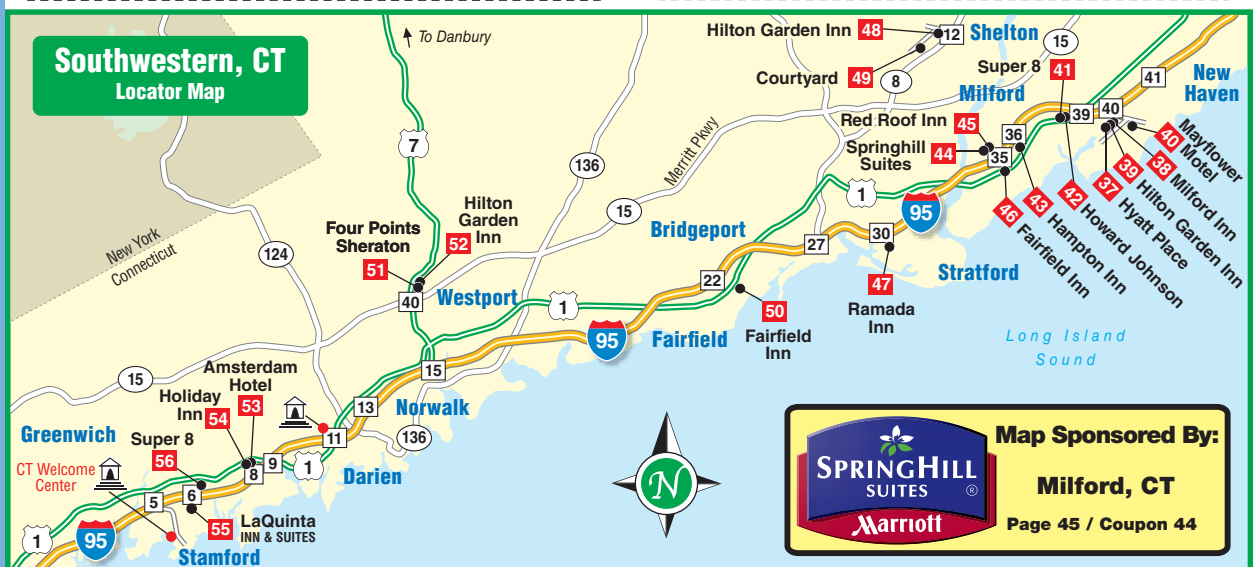 Southwestern, CT
Locator Map
To Danbury
7
136
124
15
New York
Connecticut
Merritt Pkwy
15
Hilton Garden Inn 48
12
Shelton
15
Courtyard 49
8
Super 8
41
Milford
41
New
Haven
Red Roof Inn 45
Springhill
Suites
44
36
35
39
40
40 Mayflower
Motel
38 Milford Inn
39 Hilton Garden Inn
37 Hyatt Place
42 Howard Johnson
43 Hampton Inn
46 Fairfield Inn
1
95
30
27
Bridgeport
Stratford
47
Ramada
Inn
22
50
Fairfield
Inn
Four Points
Sheraton
51
Hilton
Garden
Inn
52
40
Westport
1
95
Fairfield
Long Island
Sound
15
15
13
Norwalk
136
Amsterdam
Hotel
53
Holiday
Inn 54
11
9
8
1
Darien
Greenwich
Super 8
56
CT Welcome
Center
5
6
55 LaQuinta
INN & SUITES
Stamford
1
95
N
SPRINGHILL
SUITES
®
Marriott
Map Sponsored By:
Milford, CT
Page 45 / Coupon 44